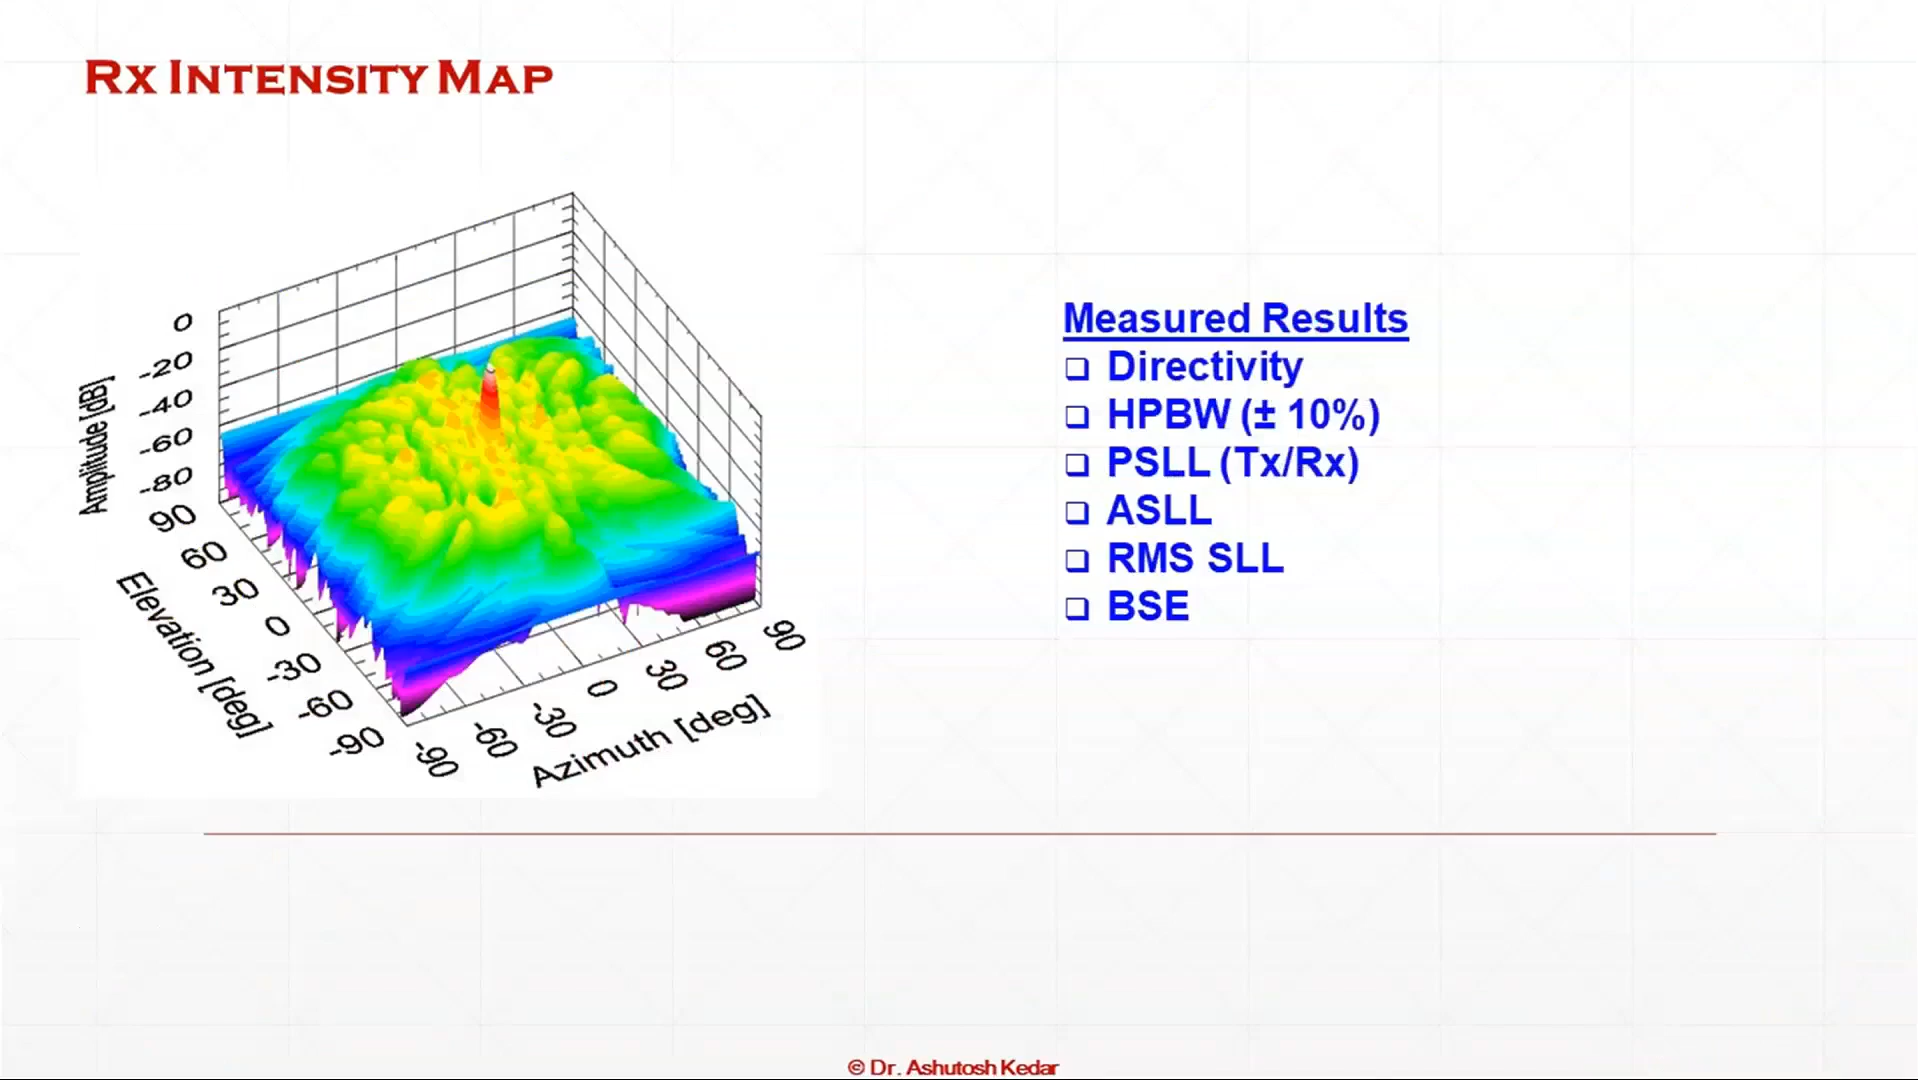 Rx Intensity Map
0
-20
-40
-60
-80
Amplitude [dB]
90
60
30
0
-30
-60
-90
Elevation [deg]
-90
-60
-30
0
30
60
90
Azimuth [deg]
Measured Results
❑ Directivity
❑ HPBW (± 10%)
❑ PSLL (Tx/Rx)
❑ ASLL
❑ RMS SLL
❑ BSE
© Dr. Ashutosh Kedar